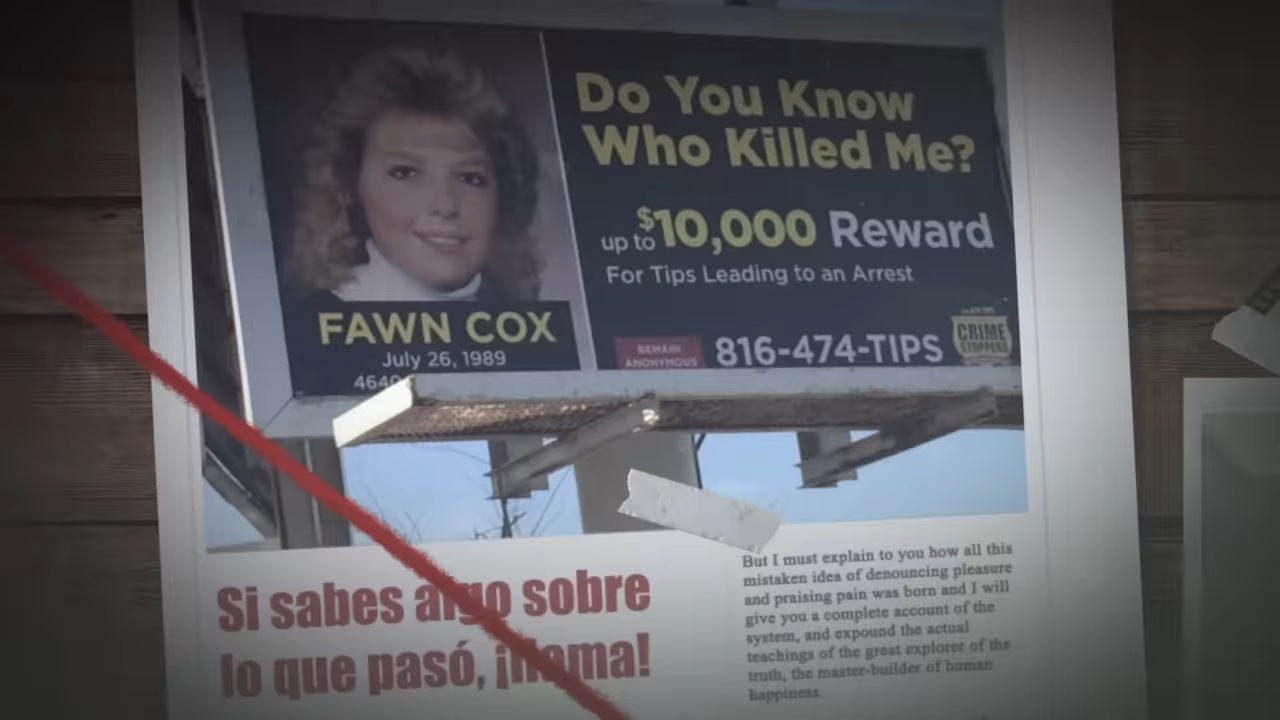 Do You Know
Who Killed Me?
up to $10,000 Reward
For Tips Leading to an Arrest
FAWN COX
July 26, 1989
4640
REMAIN
ANONYMOUS
816-474-TIPS
CRIME
STOPPERS
Si sabes algo sobre
lo que pasó, ¡llama!
But I must explain to you how all this
mistaken idea of denouncing pleasure
and praising pain was born and I will
give you a complete account of the
system, and expound the actual
teachings of the great explorer of the
truth, the master-builder of human
happiness.